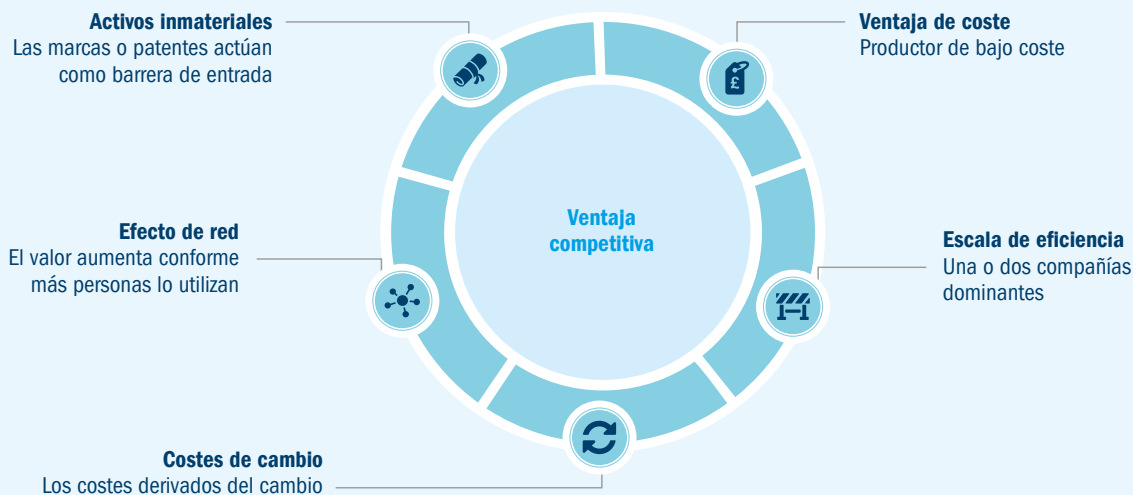 Activos inmateriales
Las marcas o patentes actúan
como barrera de entrada
Ventaja de coste
Productor de bajo coste
£
Efecto de red
El valor aumenta conforme
más personas lo utilizan
Ventaja
competitiva
Escala de eficiencia
Una o dos compañías
dominantes
Costes de cambio
Los costes derivados del cambio